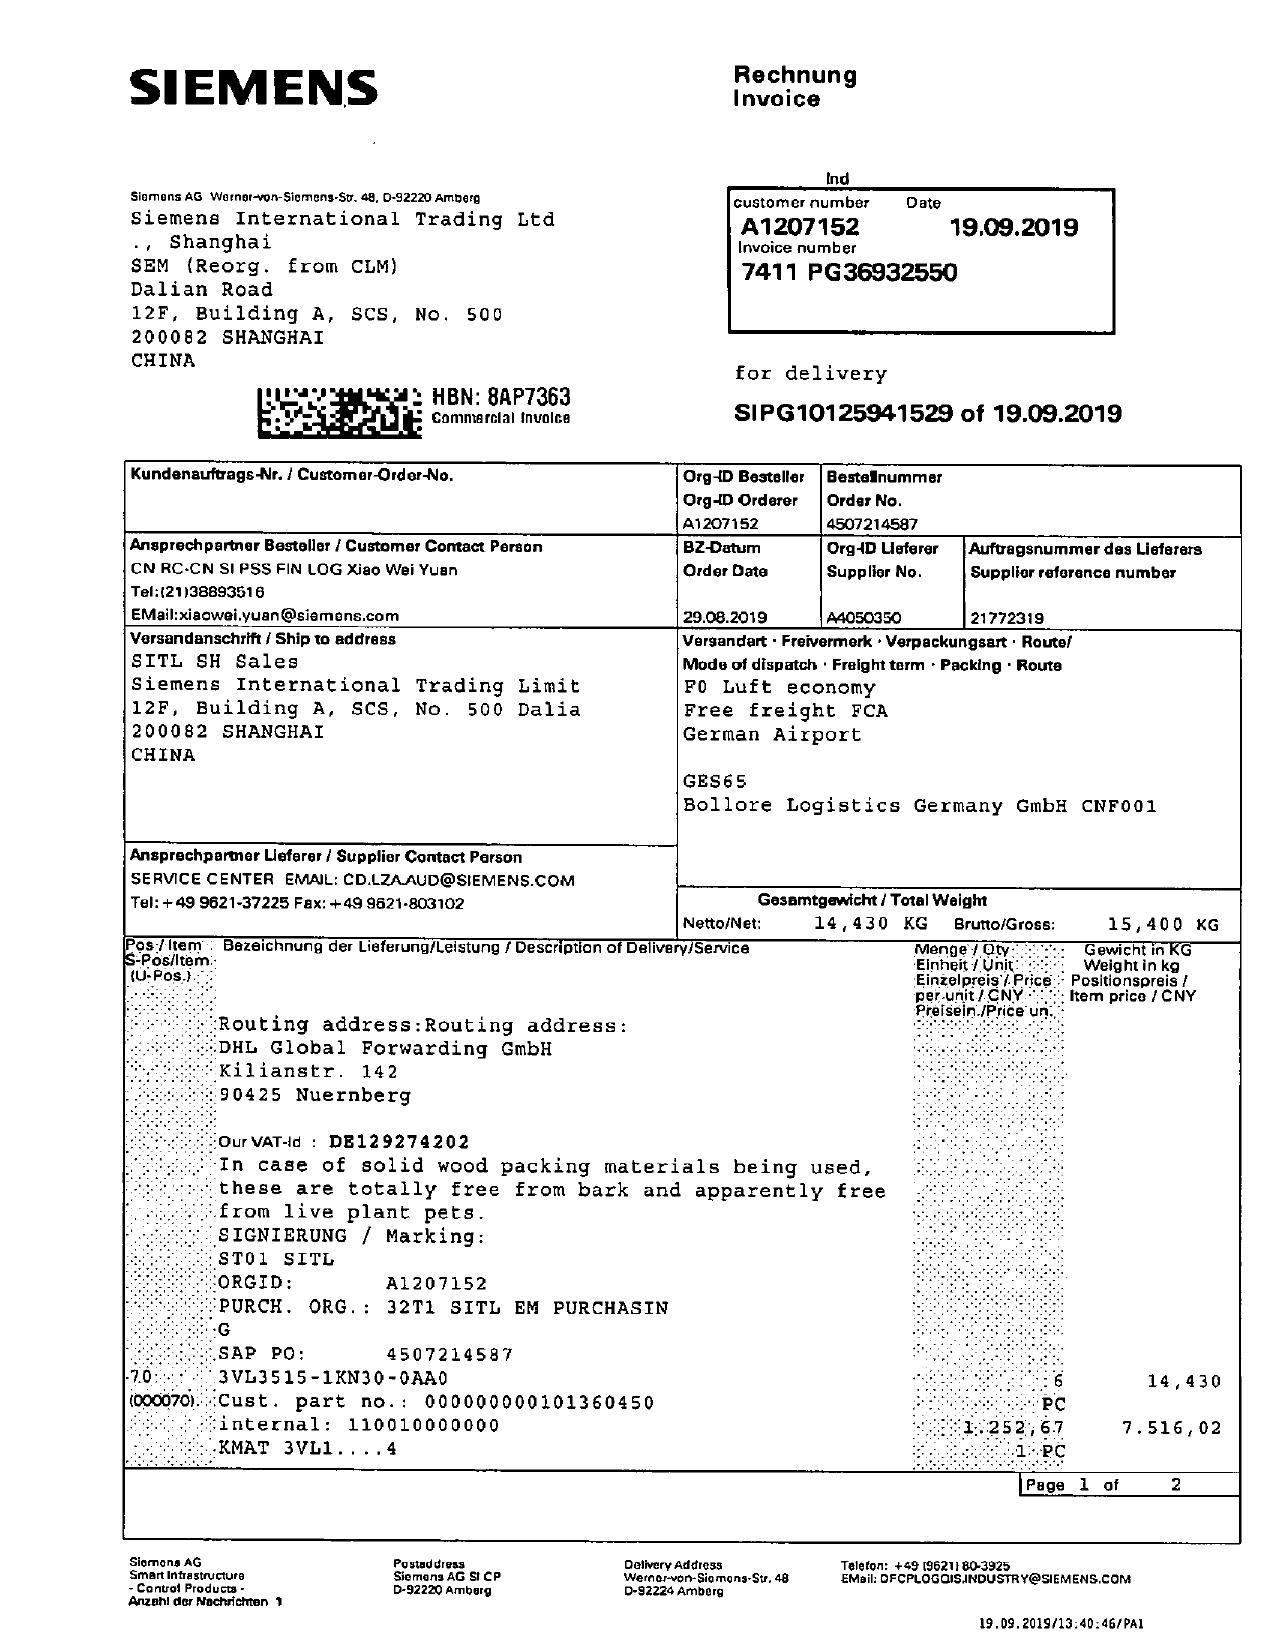 SIEMENS
Rechnung
Invoice
Ind
Siemens AG Werner-von-Siemens-Str. 48, D-92220 Amberg
Siemens International Trading Ltd
., Shanghai
SEM (Reorg. from CLM)
Dalian Road
12F, Building A, SCS, No. 500
200082 SHANGHAI
CHINA
customer number Date
A1207152 19.09.2019
Invoice number
7411 PG36932550
for delivery
SIPG10125941529 of 19.09.2019
HBN: 8AP7363
Commercial Invoice
Kundenauftrags-Nr. / Customer-Order-No.
Org-ID Besteller
Org-ID Orderer
A1207152
Bestellnummer
Order No.
4507214587
Ansprechpartner Besteller / Customer Contact Person
CN RC-CN SI PSS FIN LOG Xiao Wei Yuan
Tel:(21)38893516
EMail:xiaowei.yuan@siemens.com
BZ-Datum
Order Date
29.08.2019
Org-ID Lieferer
Supplier No.
A4050350
Auftragsnummer des Lieferers
Supplier reference number
21772319
Versandanschrift / Ship to address
SITL SH Sales
Siemens International Trading Limit
12F, Building A, SCS, No. 500 Dalia
200082 SHANGHAI
CHINA
Versandart · Freivermerk · Verpackungsart · Route/
Mode of dispatch · Freight term · Packing · Route
F0 Luft economy
Free freight FCA
German Airport
GES65
Bollore Logistics Germany GmbH CNF001
Ansprechpartner Lieferer / Supplier Contact Person
SERVICE CENTER EMAIL: CD.LZA.AUD@SIEMENS.COM
Tel: +49 9621-37225 Fax: +49 9621-803102
Gesamtgewicht / Total Weight
Netto/Net: 14,430 KG Brutto/Gross: 15,400 KG
Pos / Item Bezeichnung der Lieferung/Leistung / Description of Delivery/Service
S-Pos/Item
(U-Pos.)
Menge / Qty
Einheit / Unit
Einzelpreis / Price
per unit / CNY
Preisein./Price un.
Gewicht in KG
Weight in kg
Positionspreis /
Item price / CNY
Routing address:Routing address:
DHL Global Forwarding GmbH
Kilianstr. 142
90425 Nuernberg
Our VAT-Id : DE129274202
In case of solid wood packing materials being used,
these are totally free from bark and apparently free
from live plant pets.
SIGNIERUNG / Marking:
ST01 SITL
ORGID: A1207152
PURCH. ORG.: 32T1 SITL EM PURCHASIN
G
SAP PO: 4507214587
70 3VL3515-1KN30-0AA0 6 14,430
(000070) Cust. part no.: 000000000101360450 PC
internal: 110010000000 1.252,67 7.516,02
KMAT 3VL1....4 1 PC
Page 1 of 2
Siemens AG
Smart Infrastructure
- Control Products -
Anzahl der Nachrichten 1
Postaddress
Siemens AG SI CP
D-92220 Amberg
Delivery Address
Werner-von-Siemens-Str. 48
D-92224 Amberg
Telefon: +49 (9621) 80-3925
EMail: DFCPLOGOIS.INDUSTRY@SIEMENS.COM
19.09.2019/13:40:46/PA1